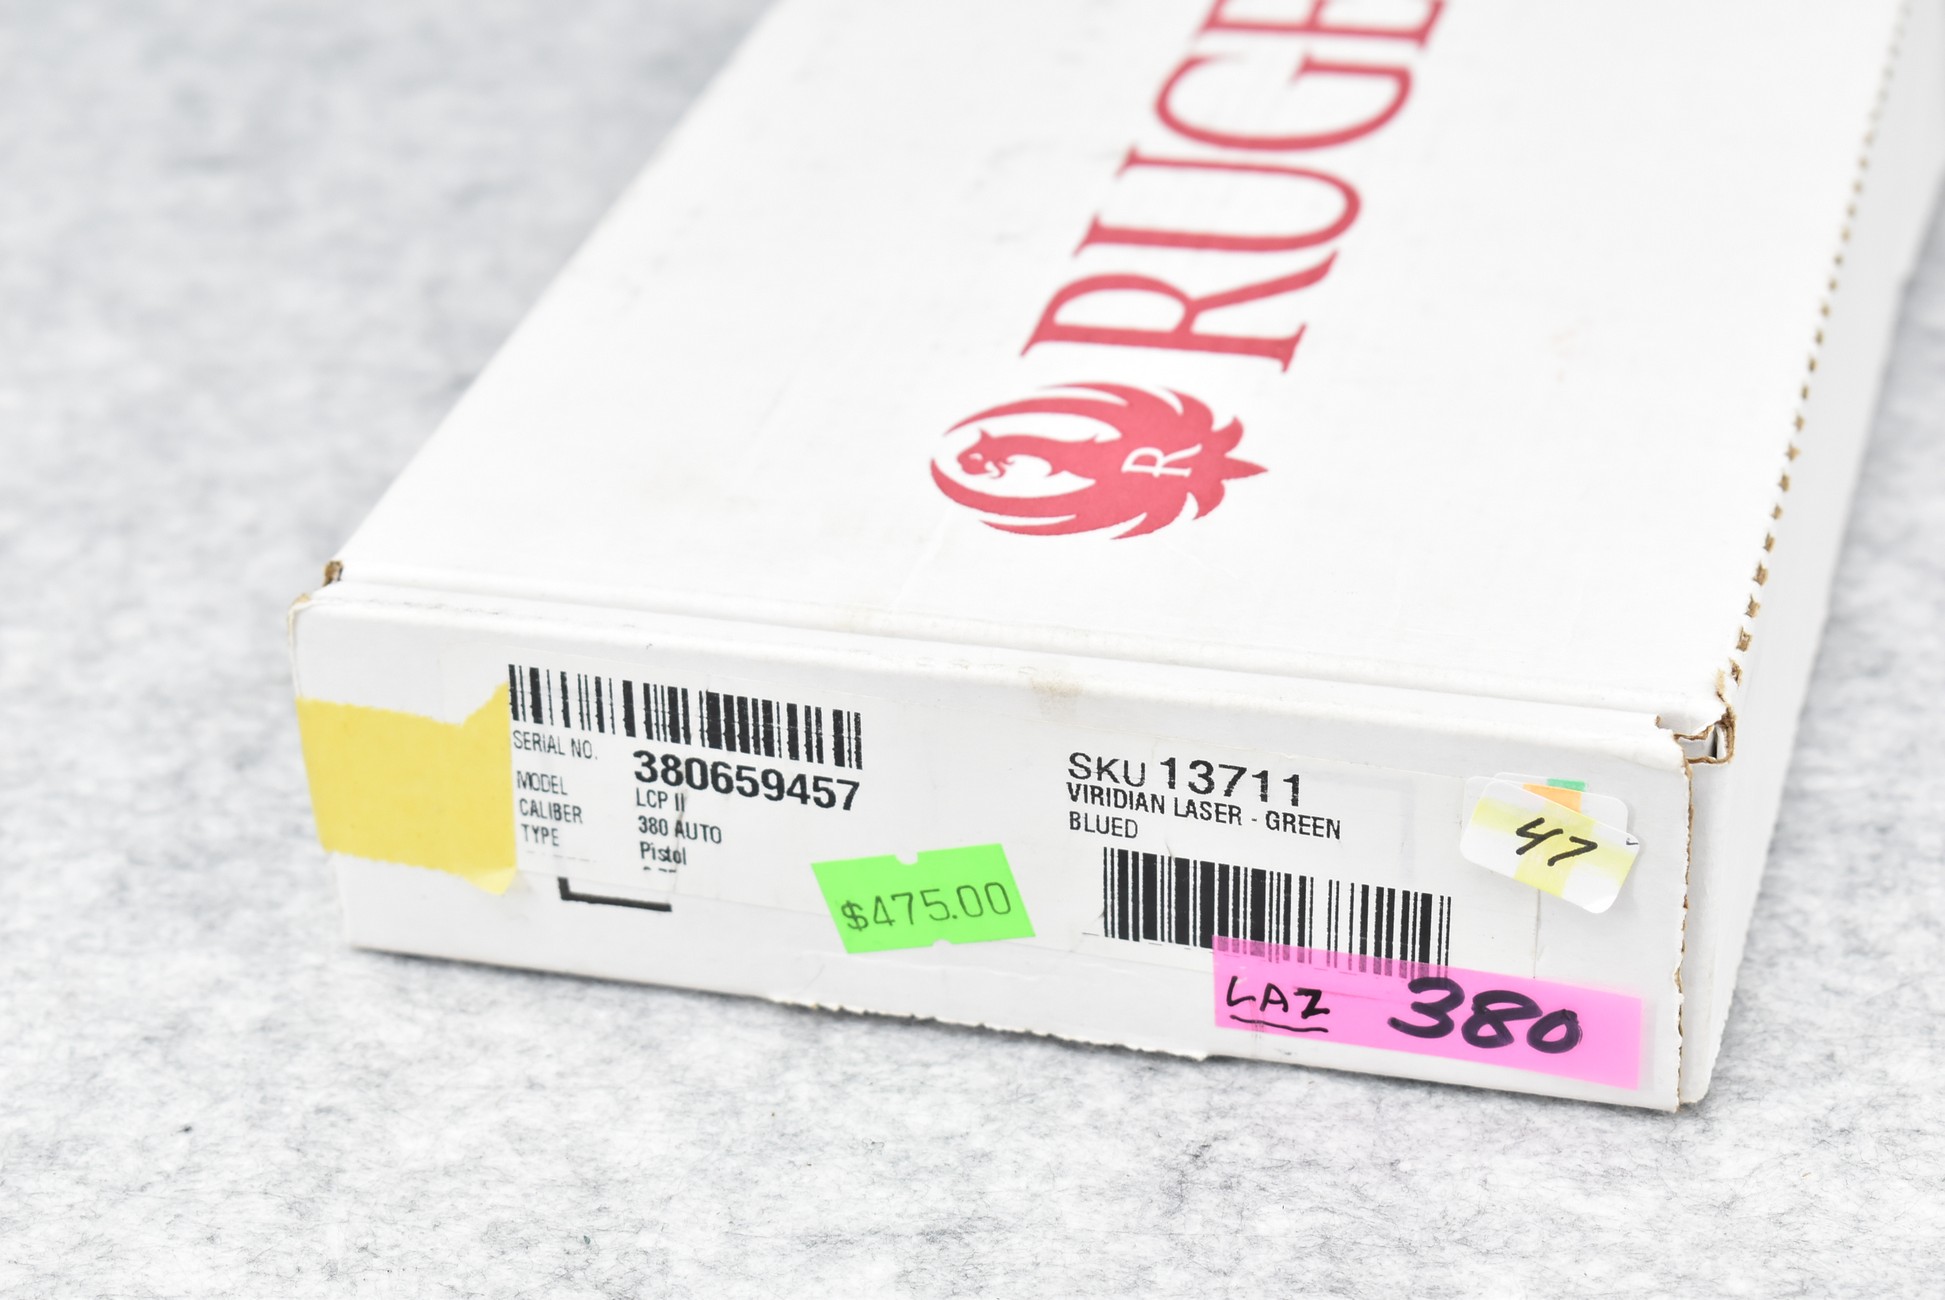 RUGE
R
SERIAL NO. 380659457
MODEL LCP II
CALIBER 380 AUTO
TYPE Pistol
$475.00
SKU 13711
VIRIDIAN LASER - GREEN
BLUED
47
LAZ 380